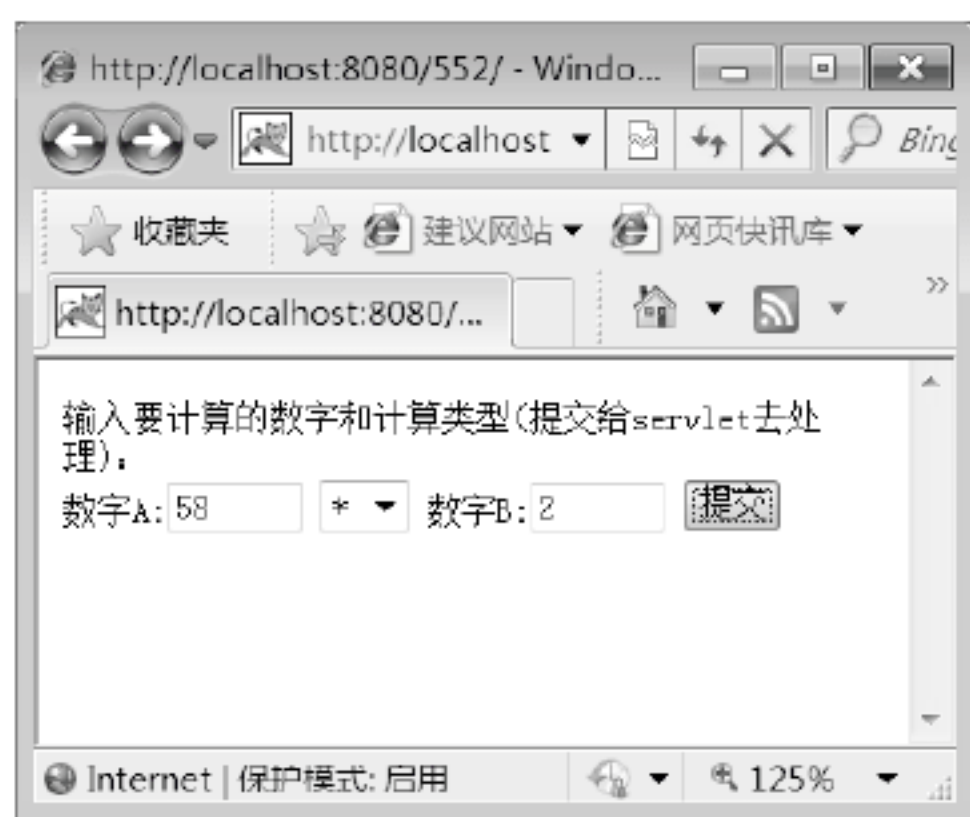 http://localhost:8080/552/ - Windo...
http://localhost
Bing
收藏夹 建议网站 网页快讯库
http://localhost:8080/...
输入要计算的数字和计算类型(提交给servlet去处
理):
数字A: 58 * 数字B: 2 提交
Internet | 保护模式: 启用 125%